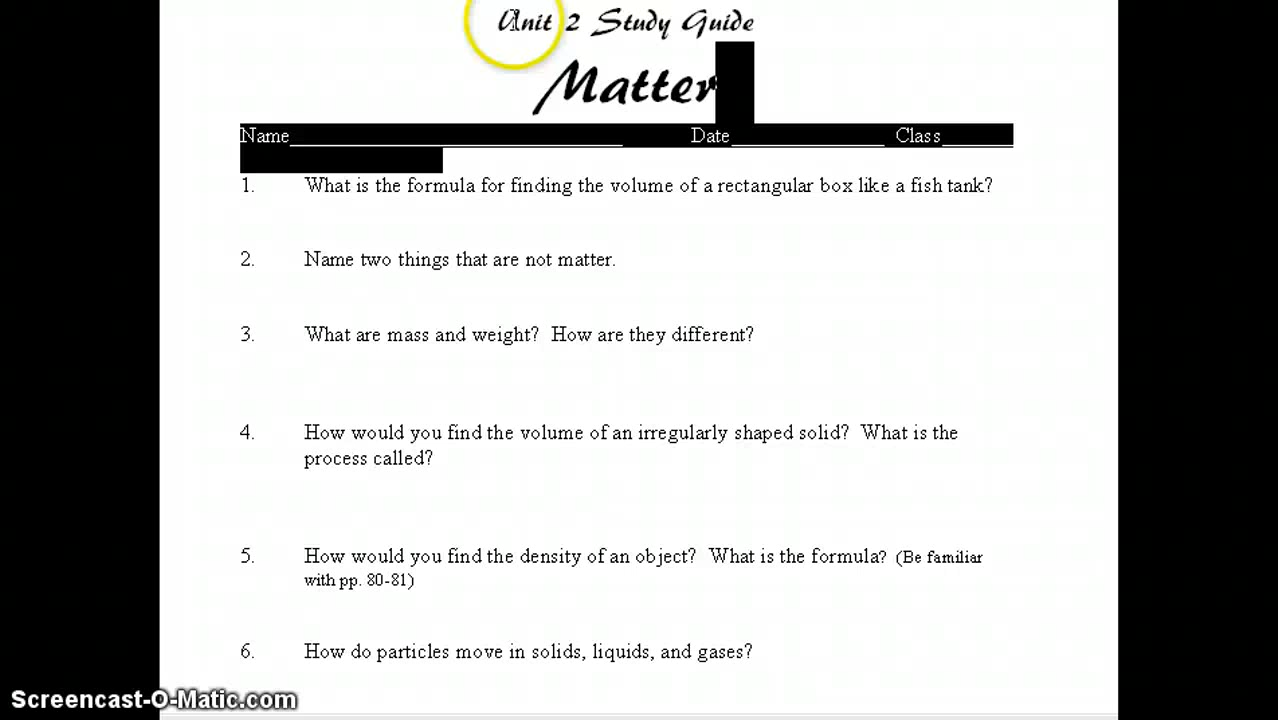 Unit 2 Study Guide
Matter
Name Date Class
1. What is the formula for finding the volume of a rectangular box like a fish tank?
2. Name two things that are not matter.
3. What are mass and weight? How are they different?
4. How would you find the volume of an irregularly shaped solid? What is the
process called?
5. How would you find the density of an object? What is the formula? (Be familiar
with pp. 80-81)
6. How do particles move in solids, liquids, and gases?
Screencast-O-Matic.com